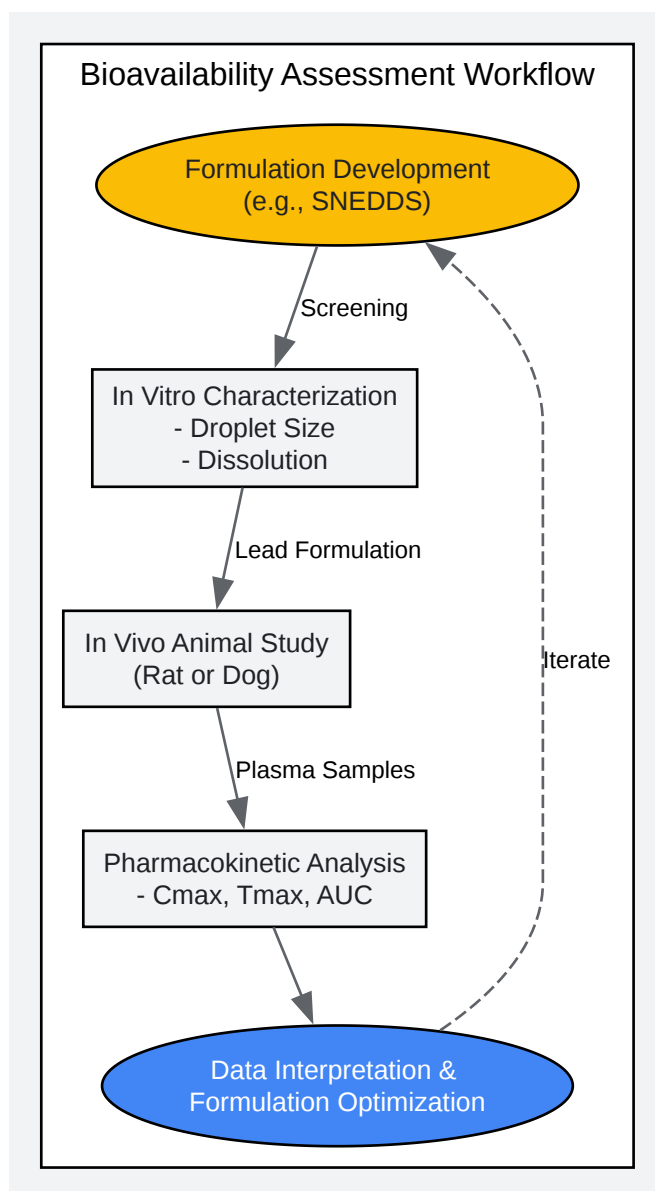 Bioavailability Assessment Workflow
Formulation Development
(e.g., SNEDDS)
Screening
In Vitro Characterization
- Droplet Size
- Dissolution
Lead Formulation
In Vivo Animal Study
(Rat or Dog)
Iterate
Plasma Samples
Pharmacokinetic Analysis
- Cmax, Tmax, AUC
Data Interpretation &
Formulation Optimization